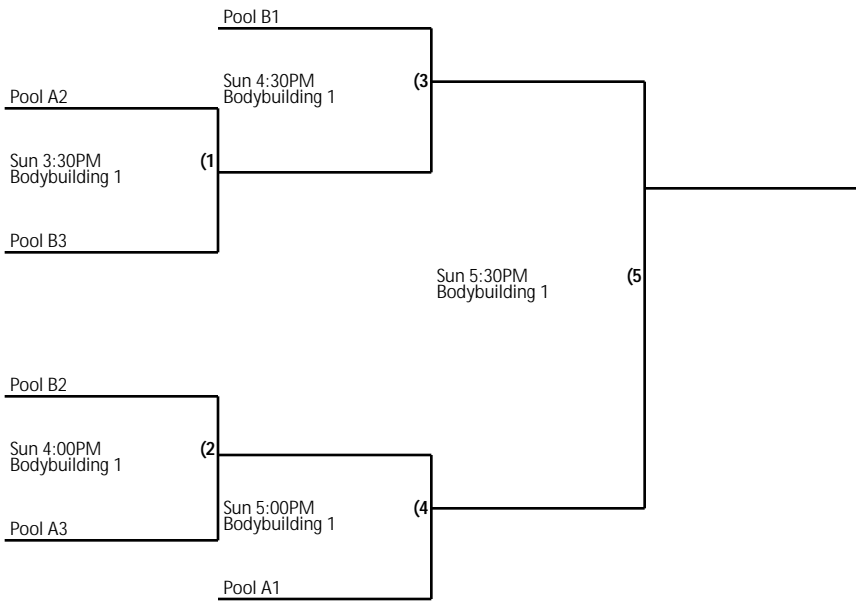 Pool B1
Sun 4:30PM
Bodybuilding 1
(3
Pool A2
Sun 3:30PM
Bodybuilding 1
(1
Pool B3
Sun 5:30PM
Bodybuilding 1
(5
Pool B2
Sun 4:00PM
Bodybuilding 1
(2
Sun 5:00PM
Bodybuilding 1
(4
Pool A3
Pool A1